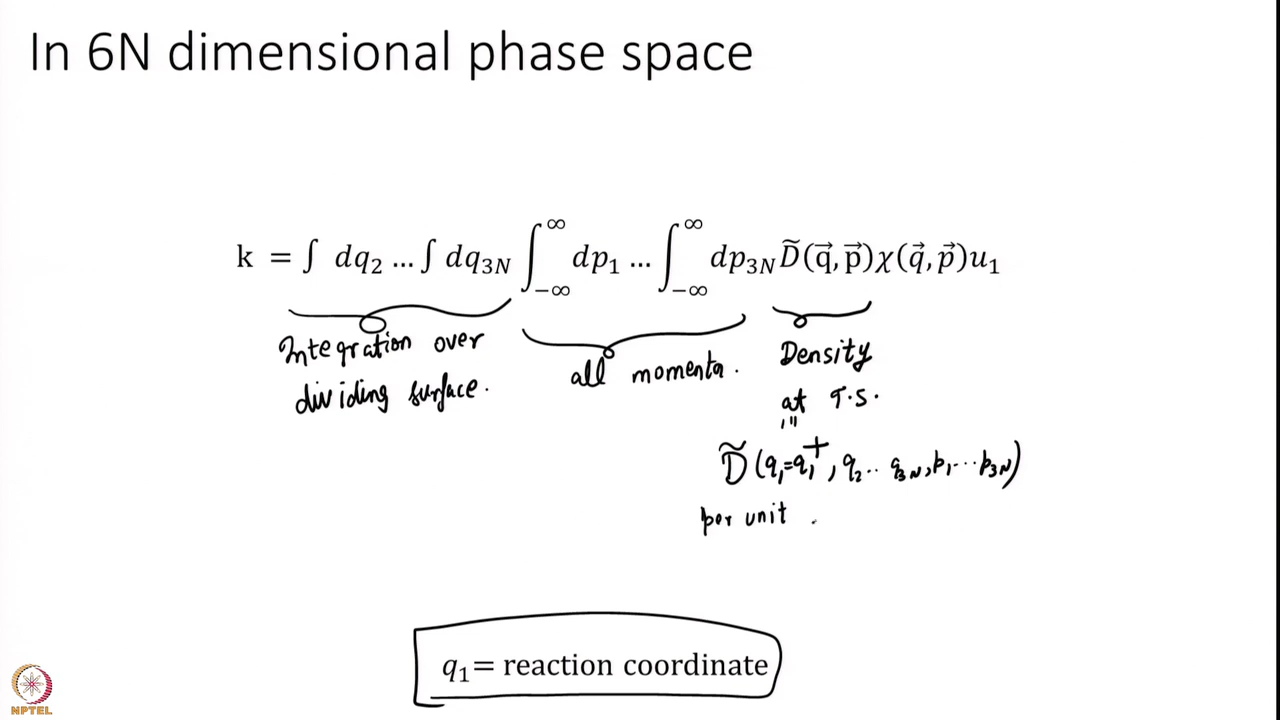 In 6N dimensional phase space
k = ∫ dq₂ ... ∫ dq₃N ∫_{-∞}^{∞} dp₁ ... ∫_{-∞}^{∞} dp₃N D̃(q⃗,p⃗)χ(q⃗,p⃗)u₁
Integration over
dividing surface.
all momenta.
Density
at T.S.
D̃(q₁=q₁‡, q₂.. q₃N, p₁...p₃N)
per unit
q₁= reaction coordinate
NPTEL